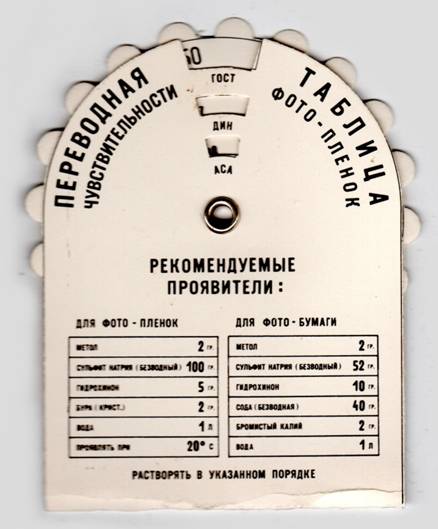 ПЕРЕВОДНАЯ ТАБЛИЦА
ЧУВСТВИТЕЛЬНОСТИ ФОТО-ПЛЕНОК
50
ГОСТ
ДИН
АСА
РЕКОМЕНДУЕМЫЕ
ПРОЯВИТЕЛИ:
ДЛЯ ФОТО - ПЛЕНОК
МЕТОЛ 2 ГР.
СУЛЬФИТ НАТРИЯ (БЕЗВОДНЫЙ) 100 ГР.
ГИДРОХИНОН 5 ГР.
БУРА (КРИСТ.) 2 ГР.
ВОДА 1 Л
ПРОЯВЛЯТЬ ПРИ 20° С
ДЛЯ ФОТО - БУМАГИ
МЕТОЛ 2 ГР.
СУЛЬФИТ НАТРИЯ (БЕЗВОДНЫЙ) 52 ГР.
ГИДРОХИНОН 10 ГР.
СОДА (БЕЗВОДНАЯ) 40 ГР.
БРОМИСТЫЙ КАЛИЙ 2 ГР.
ВОДА 1 Л
РАСТВОРЯТЬ В УКАЗАННОМ ПОРЯДКЕ